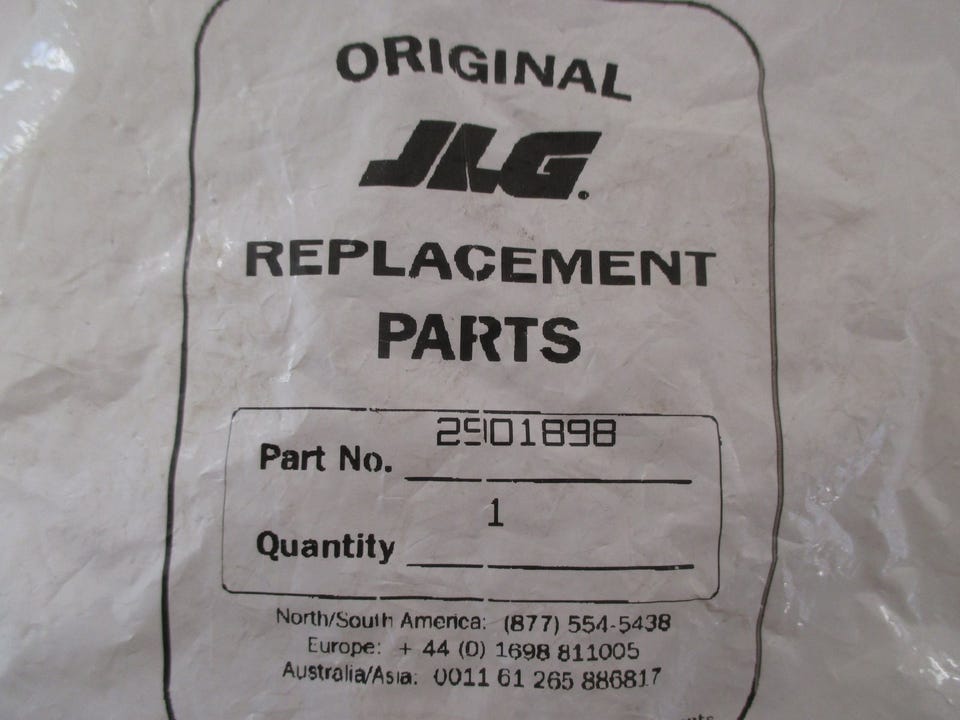 ORIGINAL
JLG.
REPLACEMENT
PARTS
Part No. 2901898
Quantity 1
North/South America: (877) 554-5438
Europe: + 44 (0) 1698 811005
Australia/Asia: 0011 61 265 886817